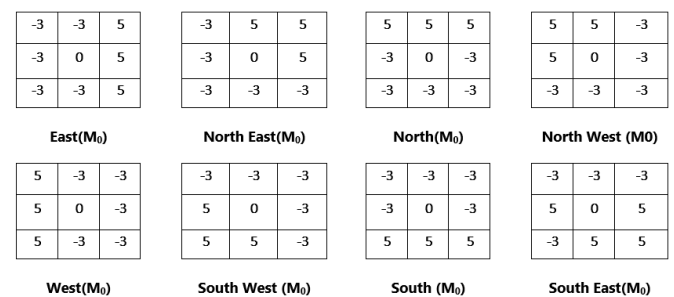 -3 -3 5
-3 0 5
-3 -3 5
East(M₀)
-3 5 5
-3 0 5
-3 -3 -3
North East(M₀)
5 5 5
-3 0 -3
-3 -3 -3
North(M₀)
5 5 -3
5 0 -3
-3 -3 -3
North West (M0)
5 -3 -3
5 0 -3
5 -3 -3
West(M₀)
-3 -3 -3
5 0 -3
5 5 -3
South West (M₀)
-3 -3 -3
-3 0 -3
5 5 5
South (M₀)
-3 -3 -3
5 0 5
-3 5 5
South East(M₀)